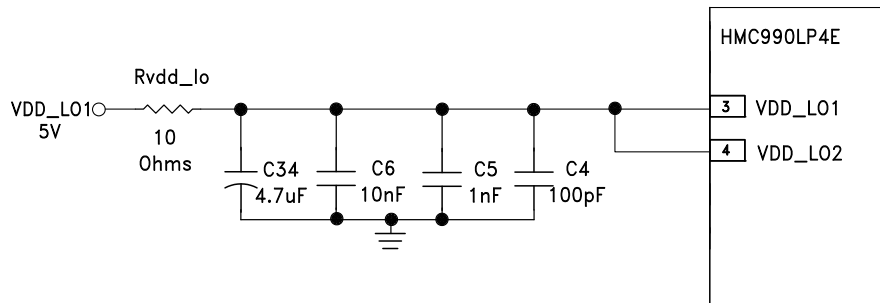 HMC990LP4E
Rvdd_lo
VDD_LO1
5V
10
Ohms
3 VDD_LO1
4 VDD_LO2
C34
4.7uF
C6
10nF
C5
1nF
C4
100pF